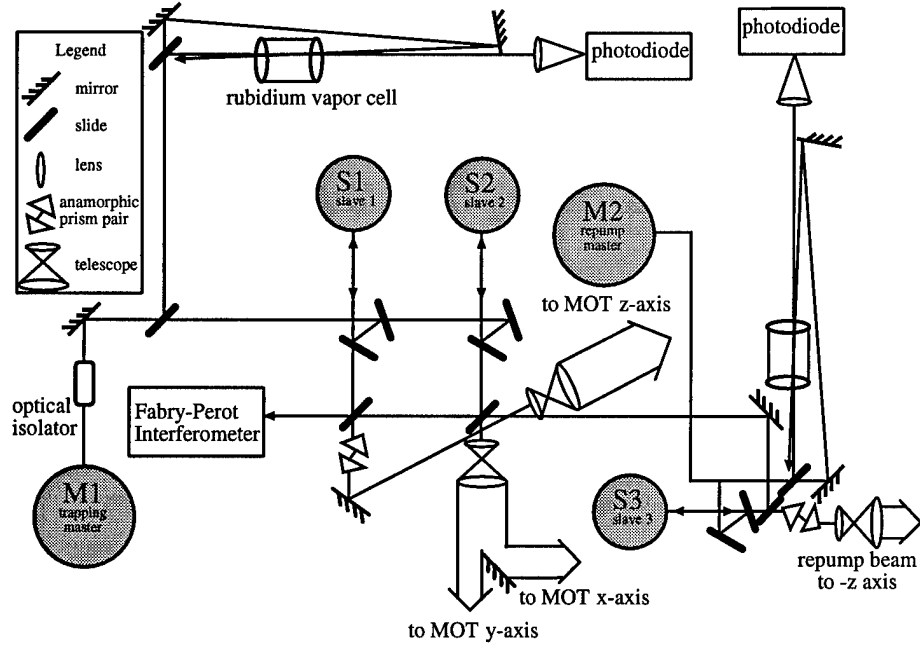 Legend
mirror
slide
lens
anamorphic
prism pair
telescope
rubidium vapor cell
photodiode
photodiode
S1
slave 1
S2
slave 2
M2
repump
master
to MOT z-axis
optical
isolator
Fabry-Perot
Interferometer
M1
trapping
master
S3
slave 3
repump beam
to -z axis
to MOT x-axis
to MOT y-axis